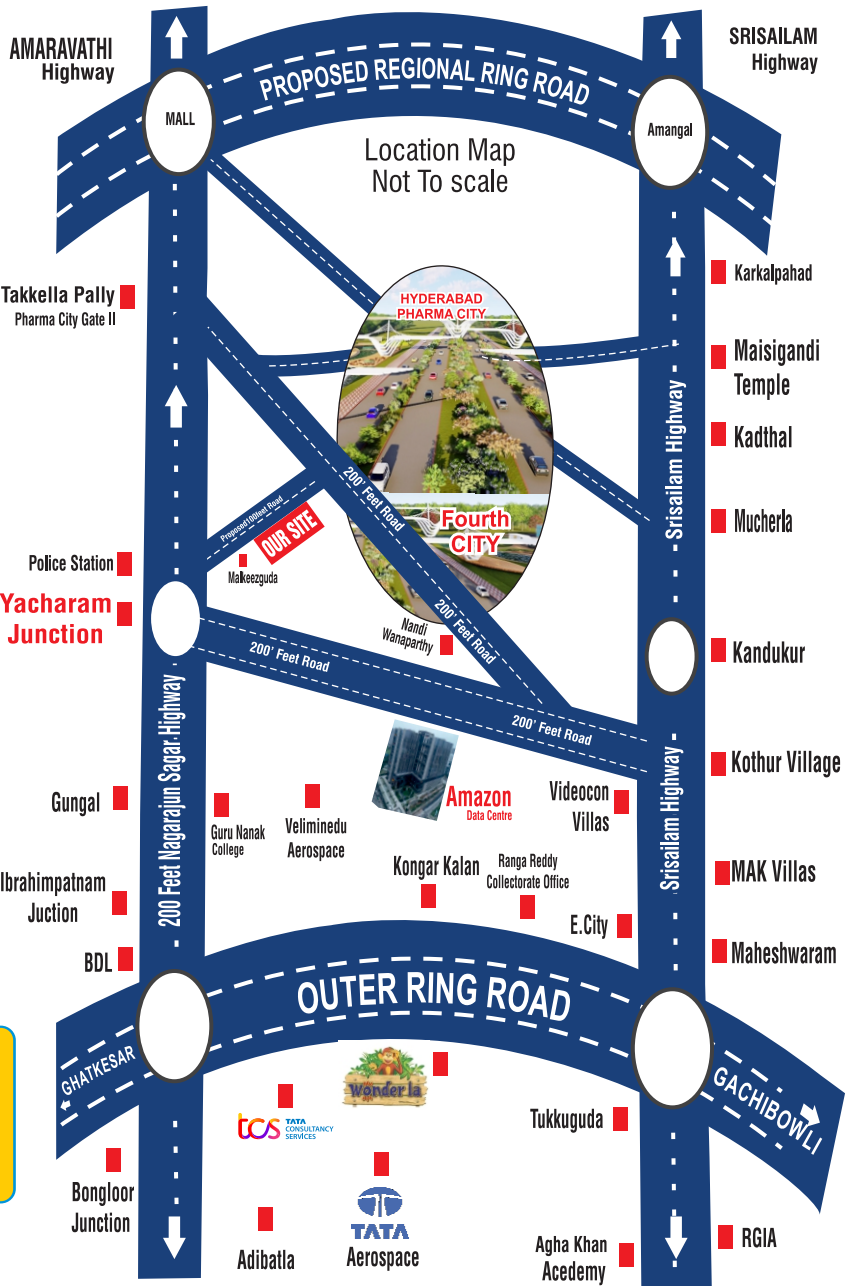 AMARAVATHI
Highway
SRISAILAM
Highway
PROPOSED REGIONAL RING ROAD
MALL
Amangal
Location Map
Not To scale
Takkella Pally
Pharma City Gate II
HYDERABAD
PHARMA CITY
Karkalpahad
Maisigandi
Temple
Kadthal
Srisailam Highway
200' Feet Road
Proposed100feet Road
OUR SITE
Fourth
CITY
Mucherla
Police Station
Malkeezguda
Yacharam
Junction
200' Feet Road
Nandi
Wanaparthy
200' Feet Road
Kandukur
200' Feet Road
200 Feet Nagarajun Sagar Highway
Srisailam Highway
Kothur Village
Gungal
Guru Nanak
College
Veliminedu
Aerospace
Amazon
Data Centre
Videocon
Villas
Kongar Kalan
Ranga Reddy
Collectorate Office
MAK Villas
Ibrahimpatnam
Juction
E.City
BDL
Maheshwaram
OUTER RING ROAD
GHATKESAR
GACHIBOWLI
Wonder la
tcs TATA
CONSULTANCY
SERVICES
Tukkuguda
Bongloor
Junction
Adibatla
TATA
Aerospace
Agha Khan
Acedemy
RGIA